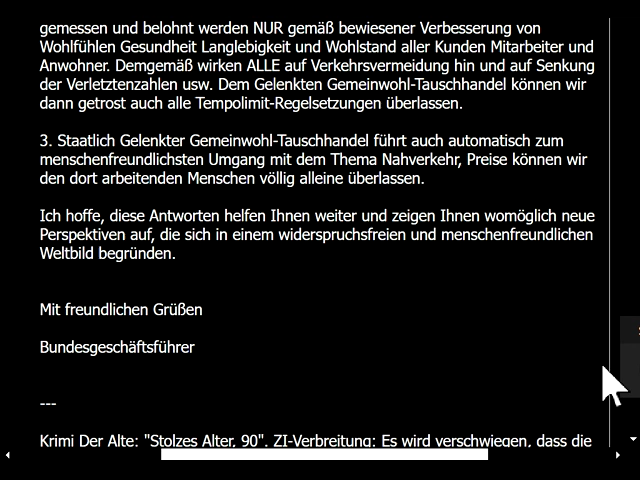 gemessen und belohnt werden NUR gemäß bewiesener Verbesserung von
Wohlfühlen Gesundheit Langlebigkeit und Wohlstand aller Kunden Mitarbeiter und
Anwohner. Demgemäß wirken ALLE auf Verkehrsvermeidung hin und auf Senkung
der Verletztenzahlen usw. Dem Gelenkten Gemeinwohl-Tauschhandel können wir
dann getrost auch alle Tempolimit-Regelsetzungen überlassen.
3. Staatlich Gelenkter Gemeinwohl-Tauschhandel führt auch automatisch zum
menschenfreundlichsten Umgang mit dem Thema Nahverkehr, Preise können wir
den dort arbeitenden Menschen völlig alleine überlassen.
Ich hoffe, diese Antworten helfen Ihnen weiter und zeigen Ihnen womöglich neue
Perspektiven auf, die sich in einem widerspruchsfreien und menschenfreundlichen
Weltbild begründen.
Mit freundlichen Grüßen
Bundesgeschäftsführer
---
Krimi Der Alte: "Stolzes Alter, 90". ZI-Verbreitung: Es wird verschwiegen, dass die